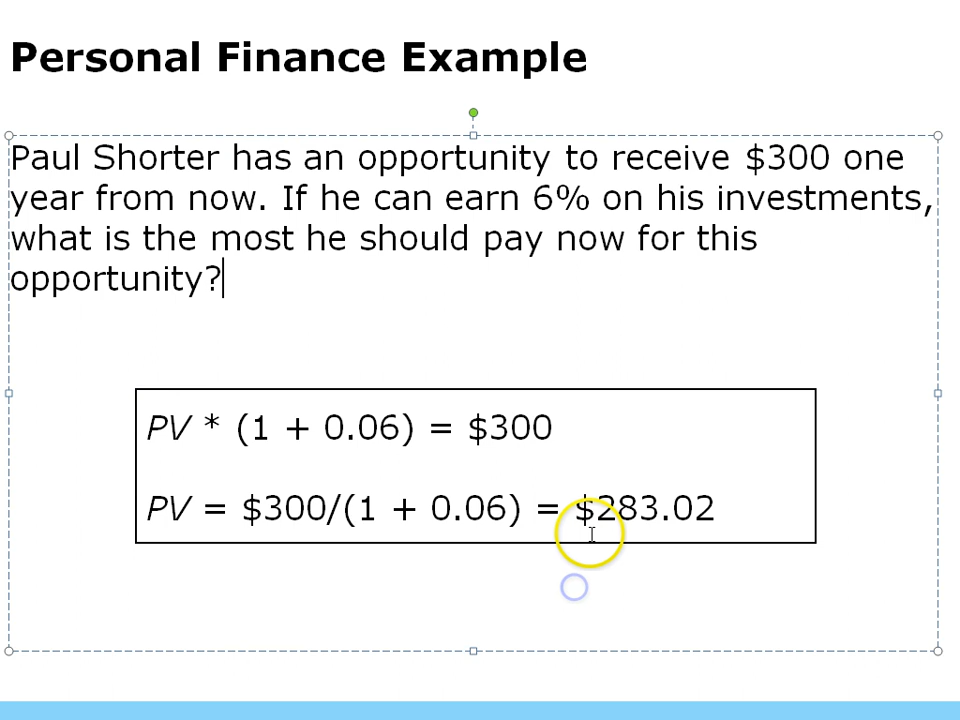 Personal Finance Example
Paul Shorter has an opportunity to receive $300 one
year from now. If he can earn 6% on his investments,
what is the most he should pay now for this
opportunity?
PV * (1 + 0.06) = $300
PV = $300/(1 + 0.06) = $283.02